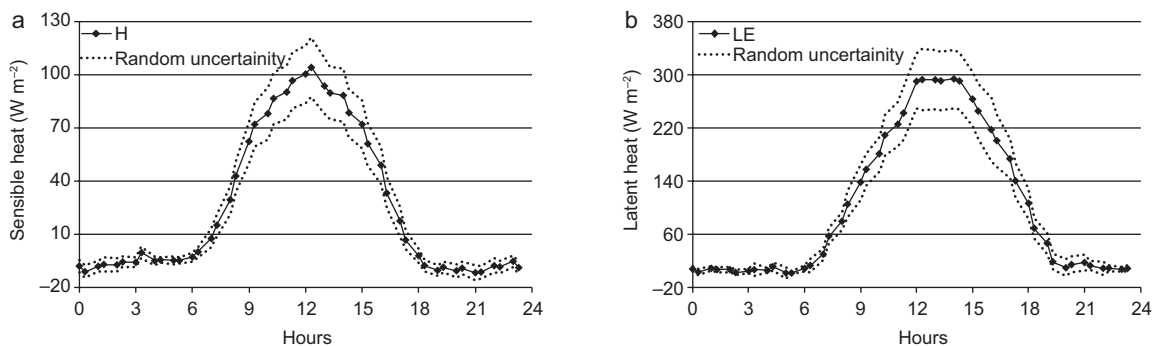 a
130
100
70
40
10
–20
Sensible heat (W m–2)
H
Random uncertainity
0 3 6 9 12 15 18 21 24
Hours
b
380
300
220
140
60
–20
Latent heat (W m–2)
LE
Random uncertainity
0 3 6 9 12 15 18 21 24
Hours